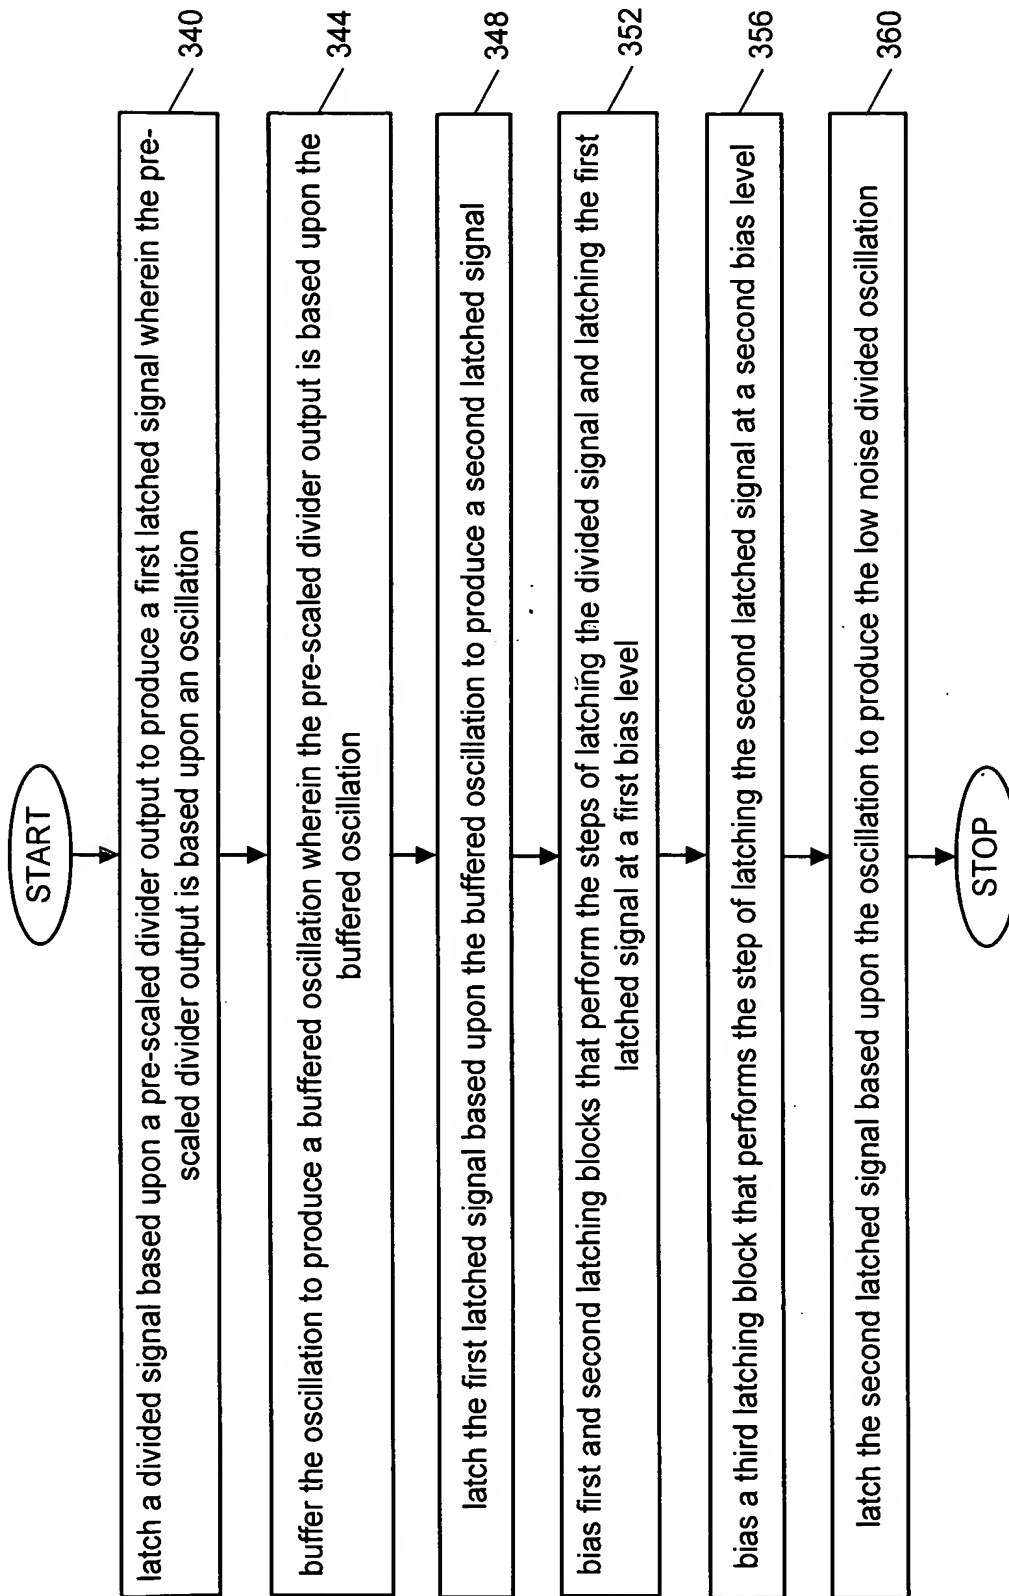 START
latch a divided signal based upon a pre-scaled divider output to produce a first latched signal wherein the pre-
scaled divider output is based upon an oscillation
340
buffer the oscillation to produce a buffered oscillation wherein the pre-scaled divider output is based upon the
buffered oscillation
344
latch the first latched signal based upon the buffered oscillation to produce a second latched signal
348
bias first and second latching blocks that perform the steps of latching the divided signal and latching the first
latched signal at a first bias level
352
bias a third latching block that performs the step of latching the second latched signal at a second bias level
356
latch the second latched signal based upon the oscillation to produce the low noise divided oscillation
360
STOP